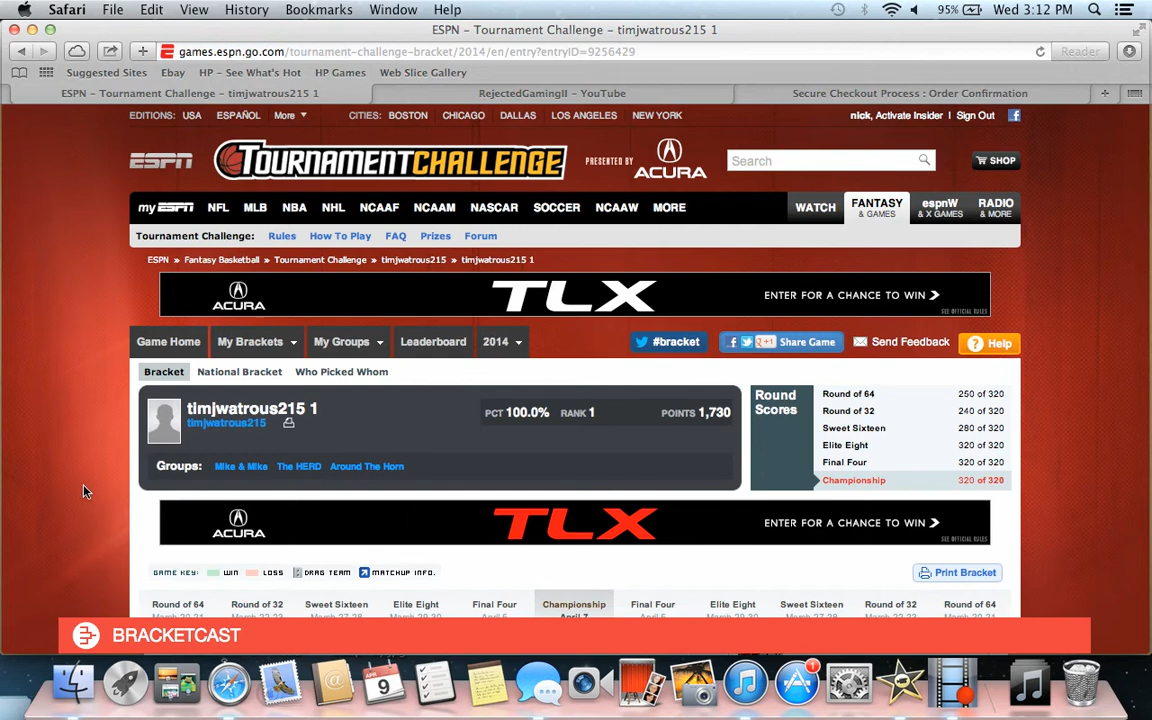 Safari File Edit View History Bookmarks Window Help 95% Wed 3:12 PM
ESPN - Tournament Challenge - timjwatrous215 1
games.espn.go.com/tournament-challenge-bracket/2014/en/entry?entryID=9256429 Reader
Suggested Sites Ebay HP - See What's Hot HP Games Web Slice Gallery
ESPN - Tournament Challenge - timjwatrous215 1 RejectedGamingII - YouTube Secure Checkout Process : Order Confirmation
EDITIONS: USA ESPAÑOL More CITIES: BOSTON CHICAGO DALLAS LOS ANGELES NEW YORK nick, Activate Insider | Sign Out
ESPN TOURNAMENT CHALLENGE PRESENTED BY ACURA Search SHOP
myESPN NFL MLB NBA NHL NCAAF NCAAM NASCAR SOCCER NCAAW MORE WATCH FANTASY & GAMES espnW & X GAMES RADIO & MORE
Tournament Challenge: Rules How To Play FAQ Prizes Forum
ESPN » Fantasy Basketball » Tournament Challenge » timjwatrous215 » timjwatrous215 1
ACURA TLX ENTER FOR A CHANCE TO WIN
SEE OFFICIAL RULES
Game Home My Brackets My Groups Leaderboard 2014 #bracket g+1 Share Game Send Feedback ? Help
Bracket National Bracket Who Picked Whom
timjwatrous215 1
timjwatrous215
PCT 100.0% RANK 1 POINTS 1,730
Groups: Mike & Mike The HERD Around The Horn
Round Scores
Round of 64 250 of 320
Round of 32 240 of 320
Sweet Sixteen 280 of 320
Elite Eight 320 of 320
Final Four 320 of 320
Championship 320 of 320
ACURA TLX ENTER FOR A CHANCE TO WIN
SEE OFFICIAL RULES
GAME KEY: WIN LOSS DRAG TEAM MATCHUP INFO. Print Bracket
Round of 64 Round of 32 Sweet Sixteen Elite Eight Final Four Championship Final Four Elite Eight Sweet Sixteen Round of 32 Round of 64
BRACKETCAST
APR 9
1